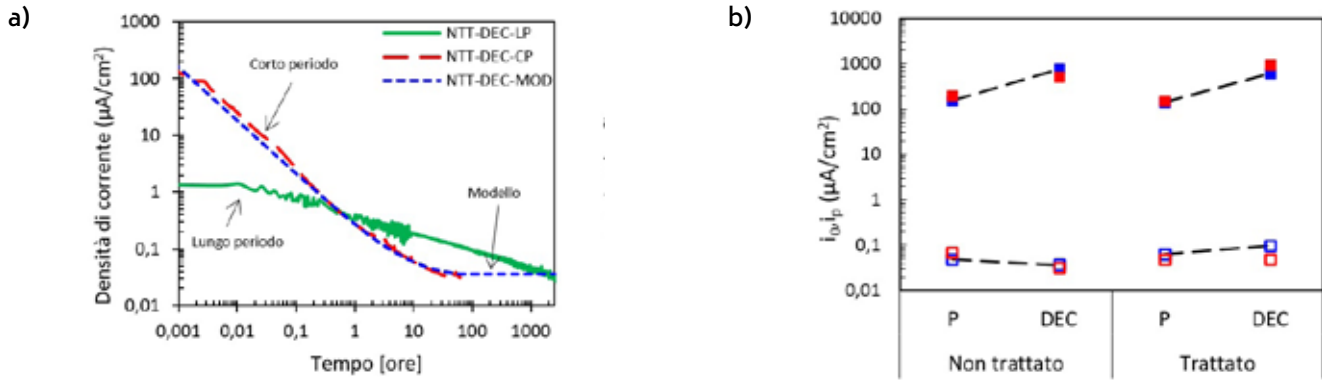 a)
1000
100
10
1
0,1
0,01
Densità di corrente (µA/cm²)
NTT-DEC-LP
NTT-DEC-CP
NTT-DEC-MOD
Corto periodo
Modello
Lungo periodo
0,001 0,01 0,1 1 10 100 1000
Tempo [ore]
b)
10000
1000
100
10
1
0,1
0,01
i₀,iₚ (µA/cm²)
P DEC P DEC
Non trattato Trattato